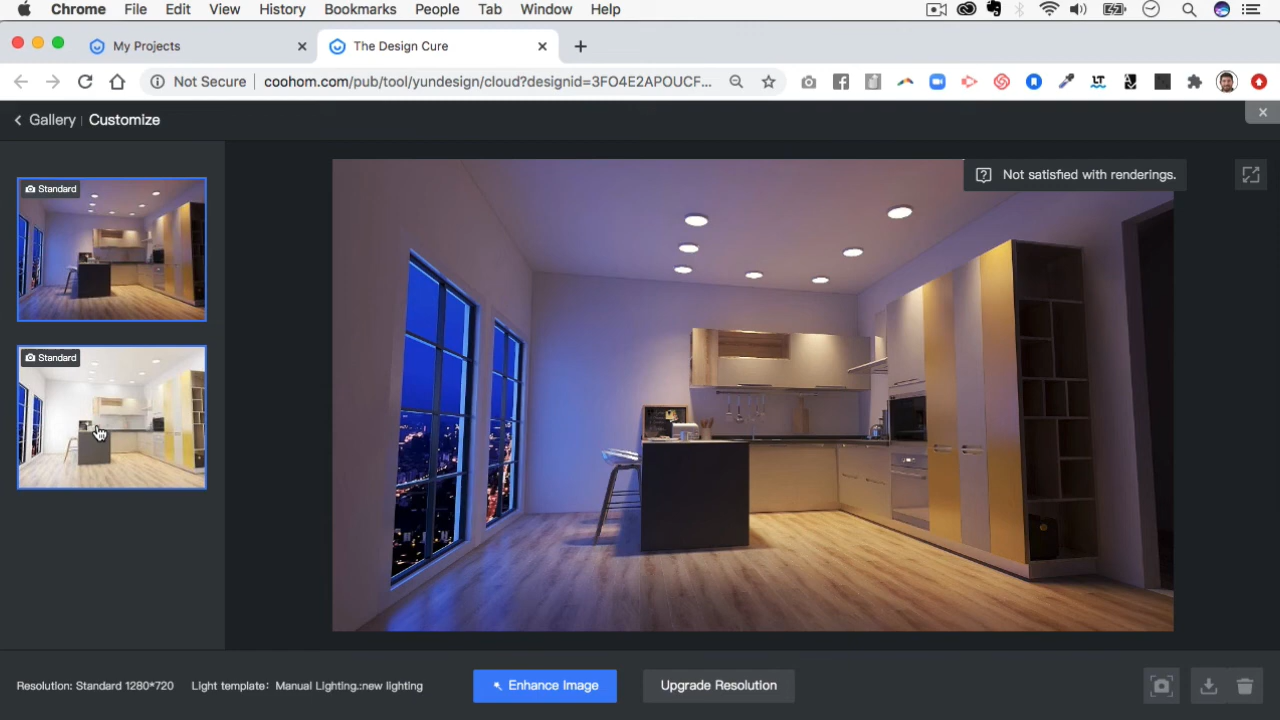 Chrome File Edit View History Bookmarks People Tab Window Help
My Projects
The Design Cure
Not Secure
coohom.com/pub/tool/yundesign/cloud?designid=3FO4E2APOUCF...
LT
Gallery
Customize
Not satisfied with renderings.
Standard
Standard
Resolution: Standard 1280*720
Light template: Manual Lighting.:new lighting
Enhance Image
Upgrade Resolution